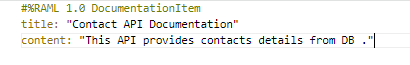 #%RAML 1.0 DocumentationItem
title: "Contact API Documentation"
content: "This API provides contacts details from DB ."